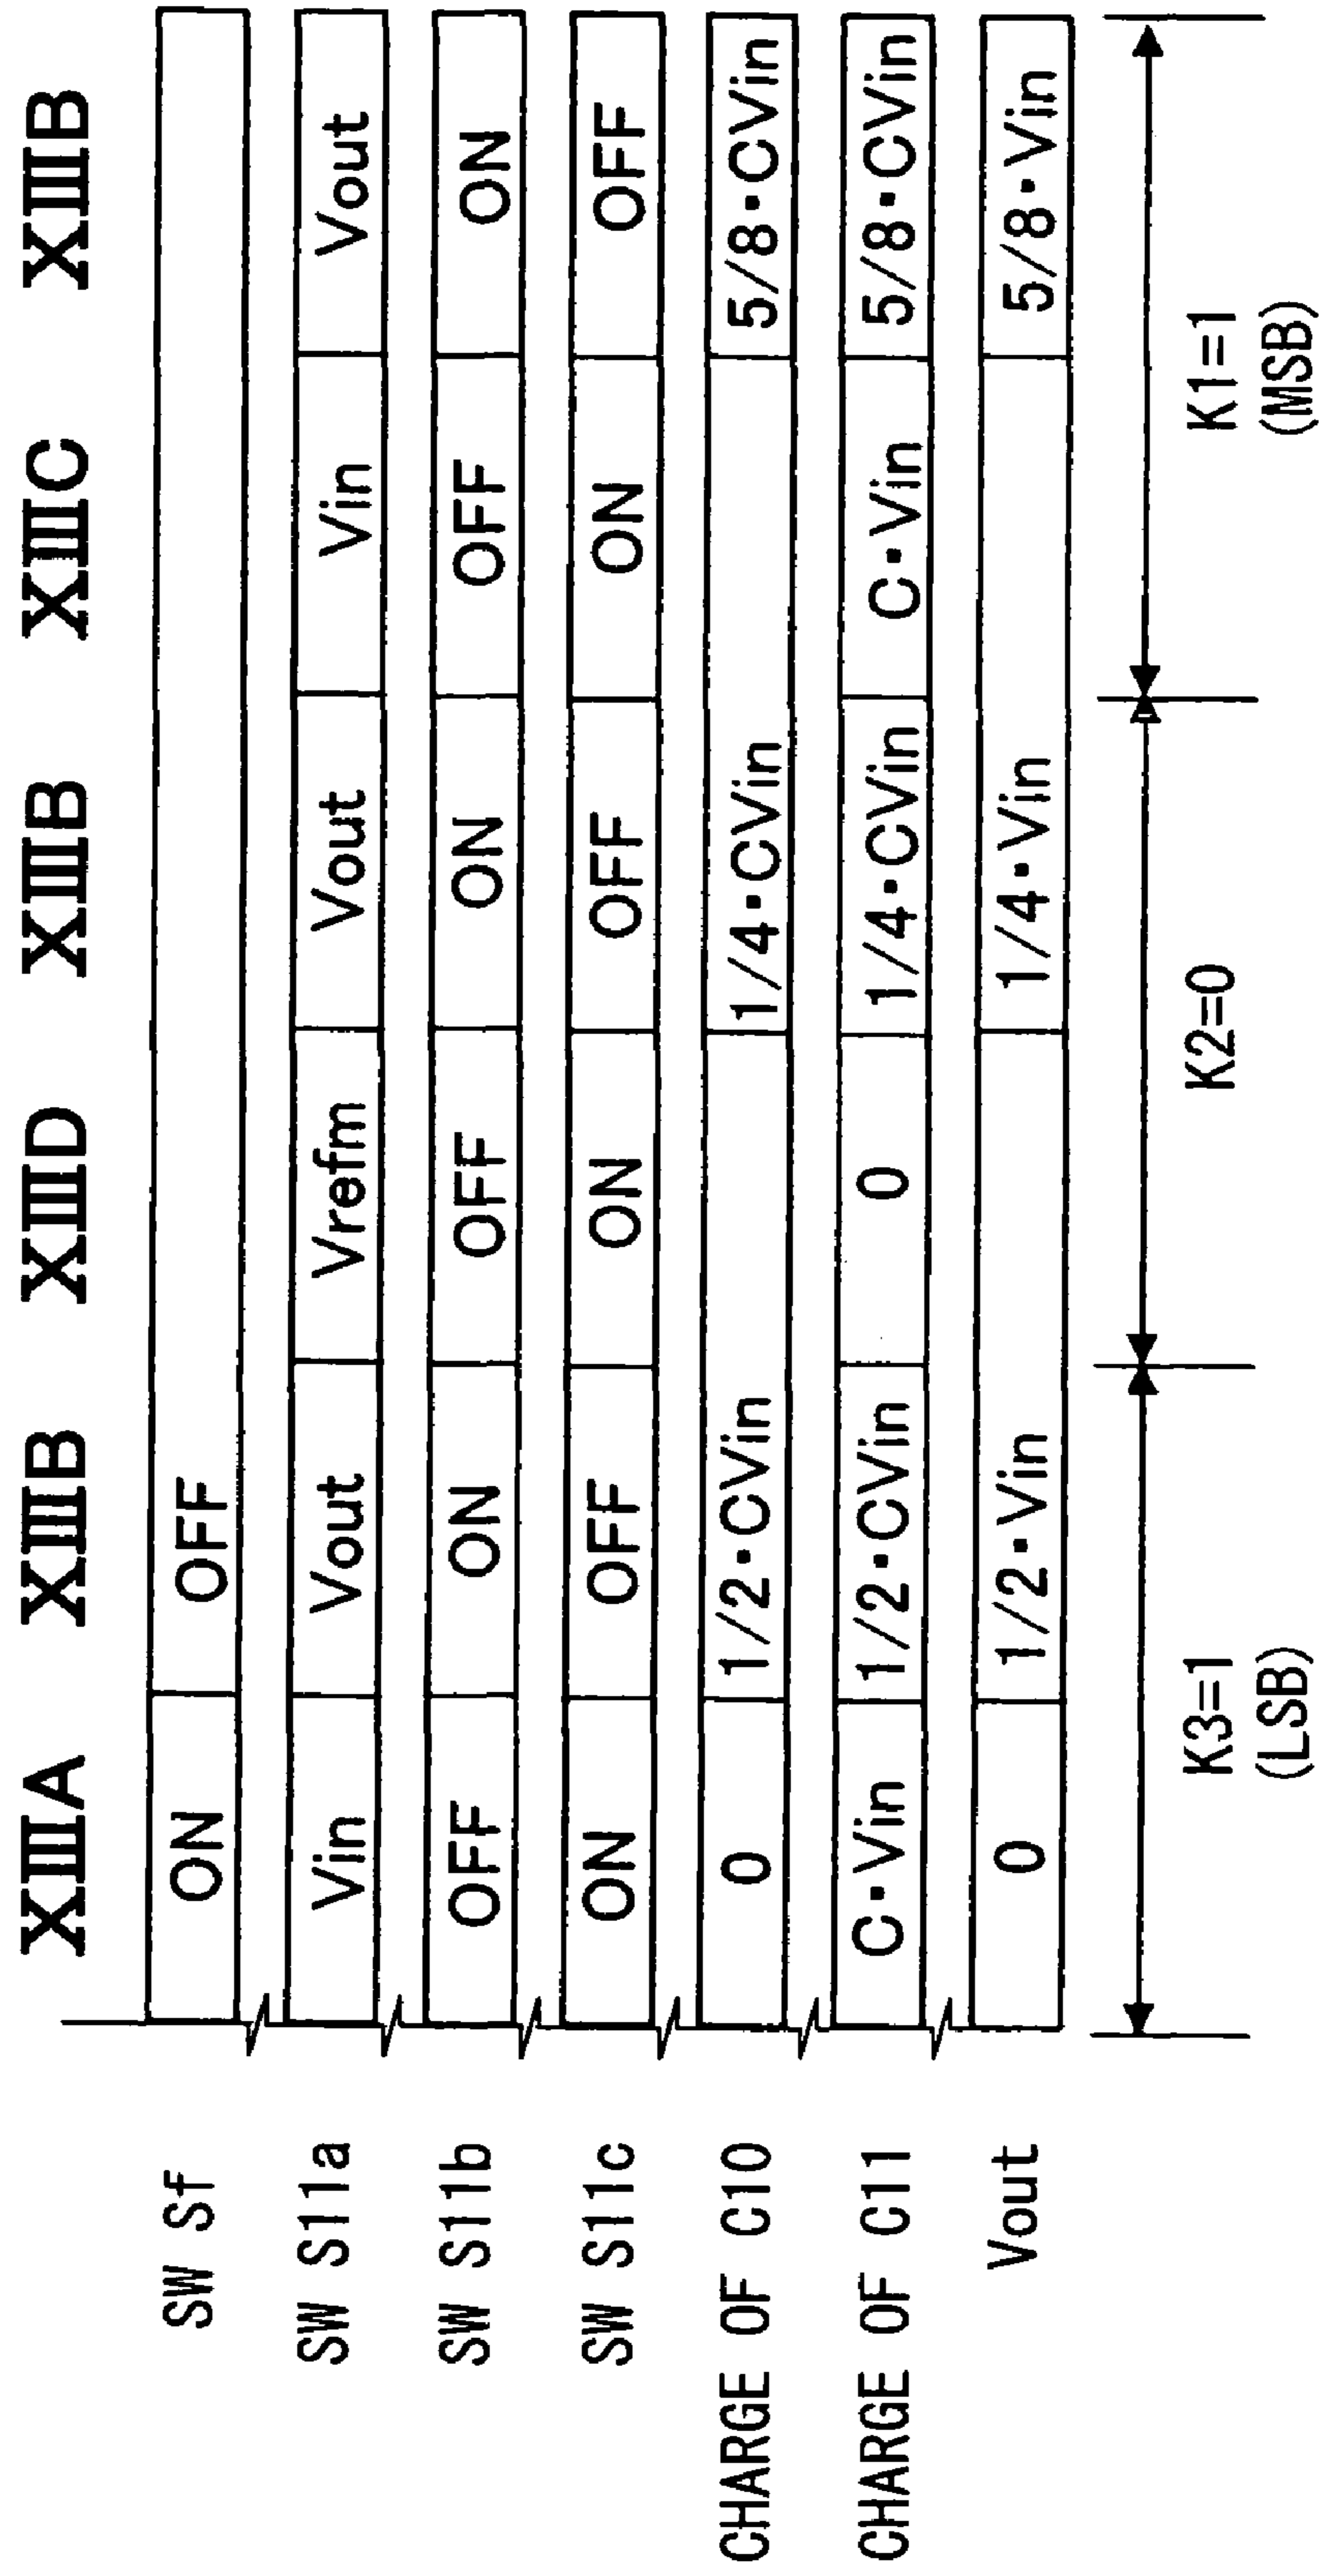 XIIIA XIIIB XIIID XIIIB XIIIC XIIIB
SW Sf ON OFF
SW S11a Vin Vout Vrefm Vout Vin Vout
SW S11b OFF ON OFF ON OFF ON
SW S11c ON OFF ON OFF ON OFF
CHARGE OF C10 0 1/2·CVin 1/4·CVin 5/8·CVin
CHARGE OF C11 C·Vin 1/2·CVin 0 1/4·CVin C·Vin 5/8·CVin
Vout 0 1/2·Vin 1/4·Vin 5/8·Vin
K3=1 K2=0 K1=1
(LSB) (MSB)